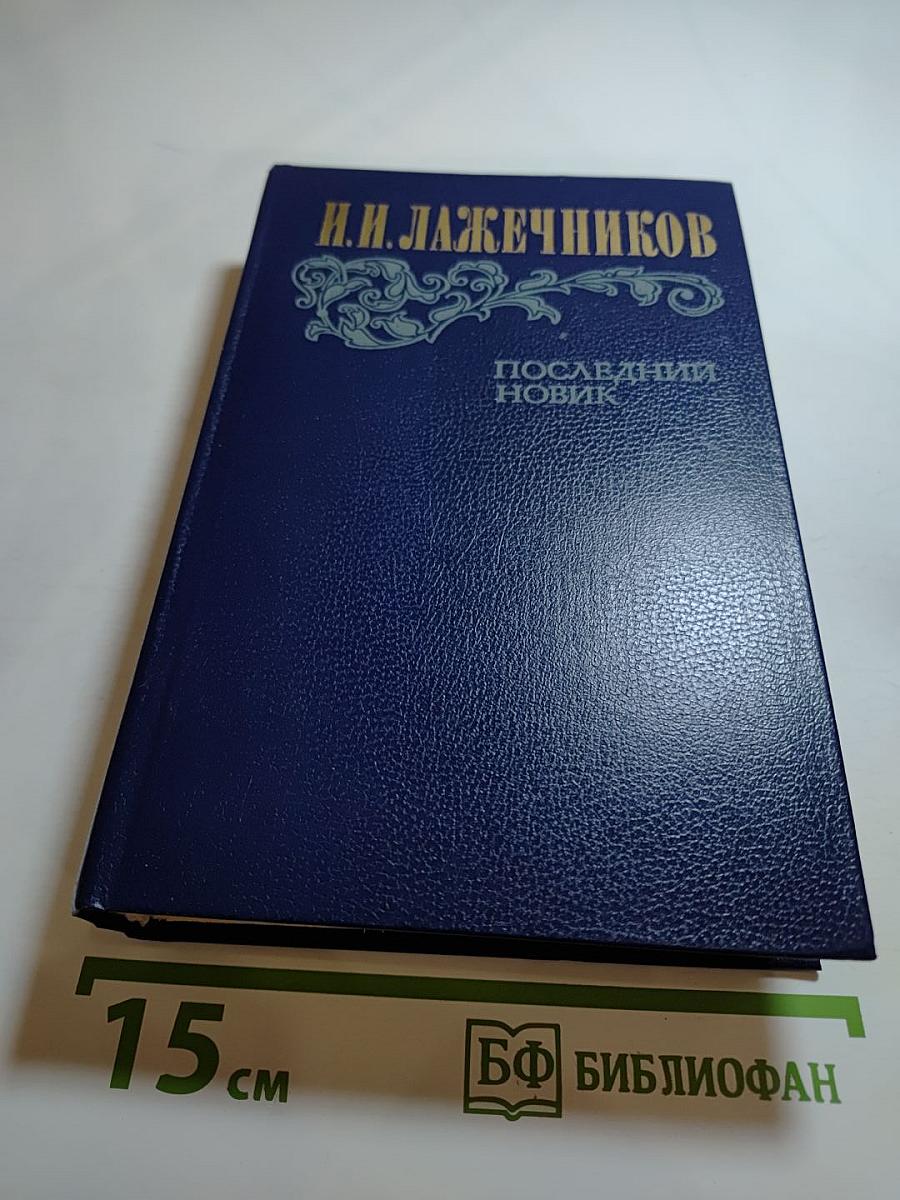 И.И.ЛАЖЕЧНИКОВ
ПОСЛЕДНИЙ
НОВИК
15 см
БФ БИБЛИОФАН